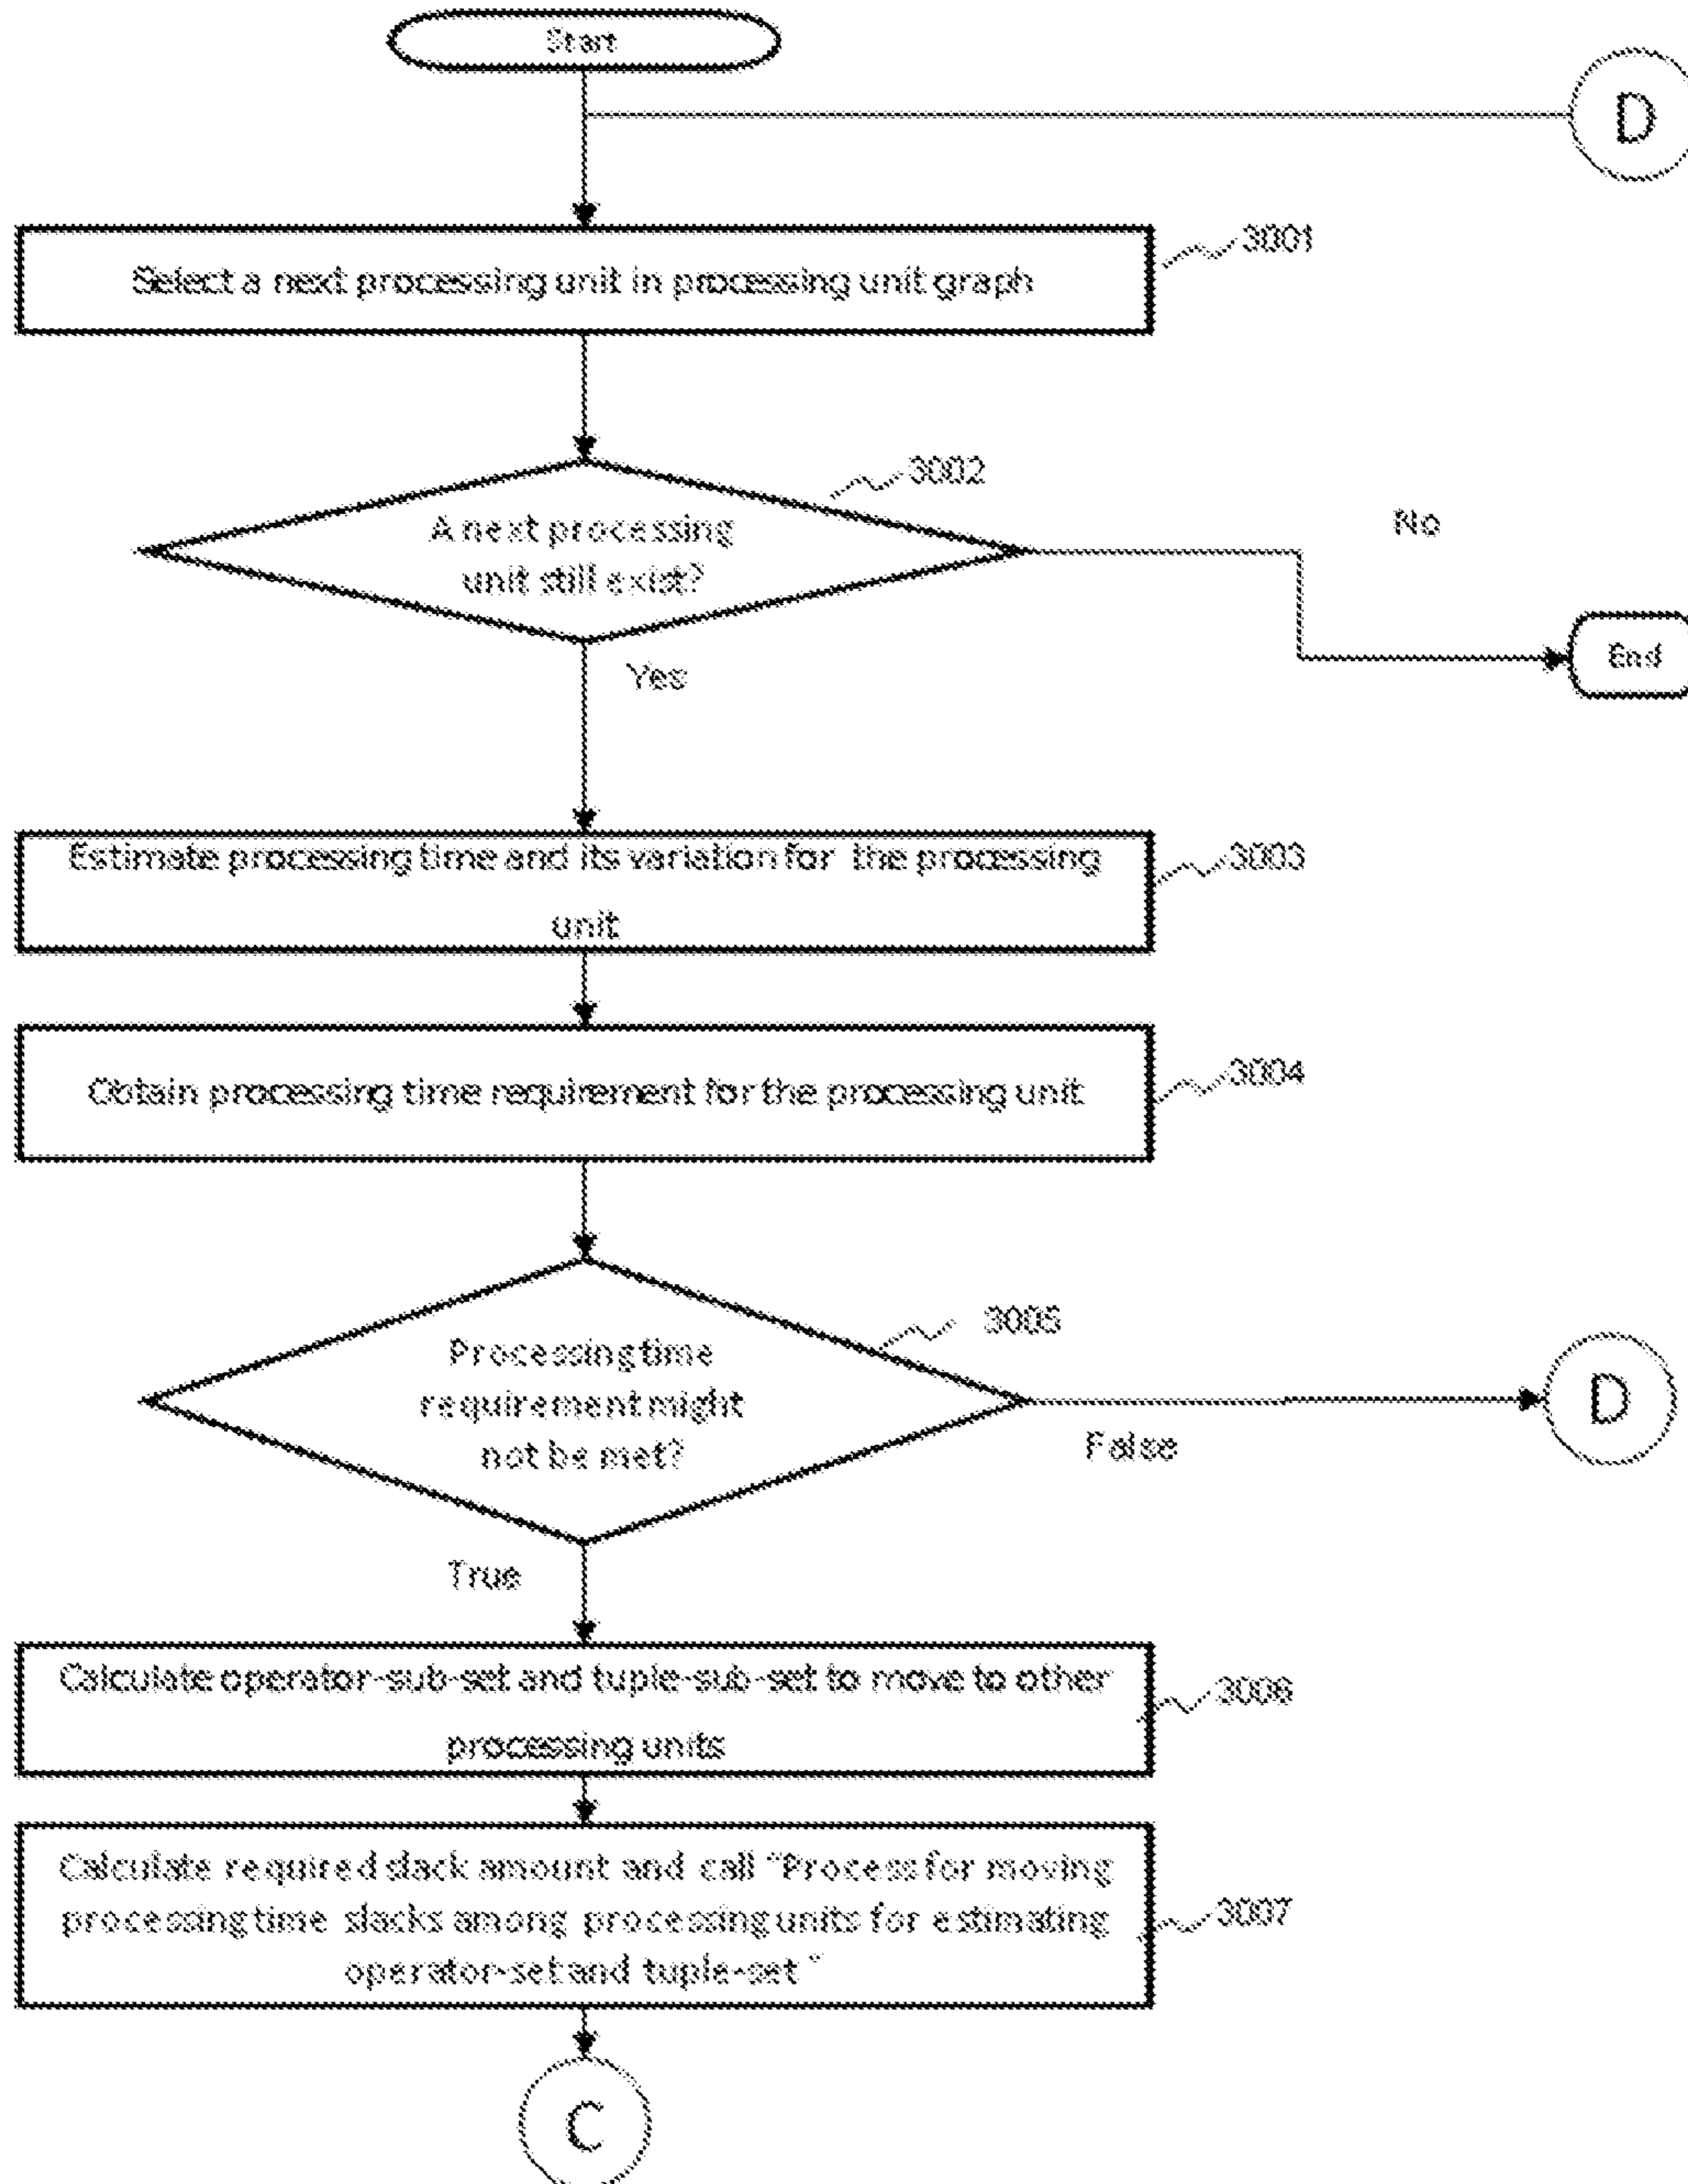 Start
D
3001
Select a next processing unit in processing unit graph
3002
A next processing
unit still exist?
No
End
Yes
Estimate processing time and its variation for the processing
unit
3003
Obtain processing time requirement for the processing unit
3004
3005
Processing time
requirement might
not be met?
D
False
True
Calculate operator-sub-set and tuple-sub-set to move to other
processing units
3006
Calculate required slack amount and call "Process for moving
processing time slacks among processing units for estimating
operator-set and tuple-set "
3007
C